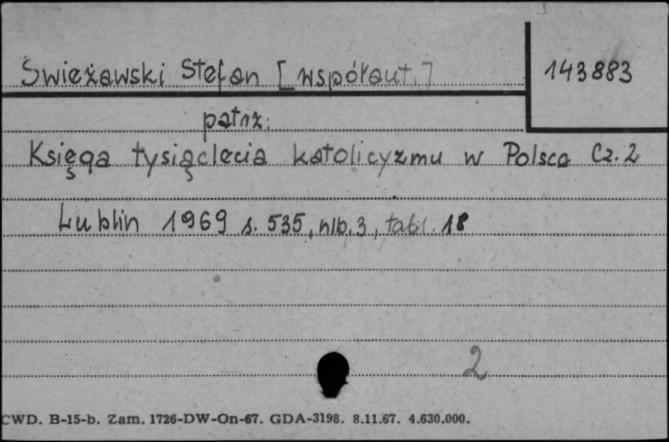 Swieżawski Stefan [współaut.]
143883
patrz:
Księga tysiąclecia katolicyzmu w Polsce Cz. 2
Lublin 1969 s. 535, nlb. 3, tabl. 18
2
CWD. B-15-b. Zam. 1726-DW-On-67. GDA-3198. 8.11.67. 4.630.000.